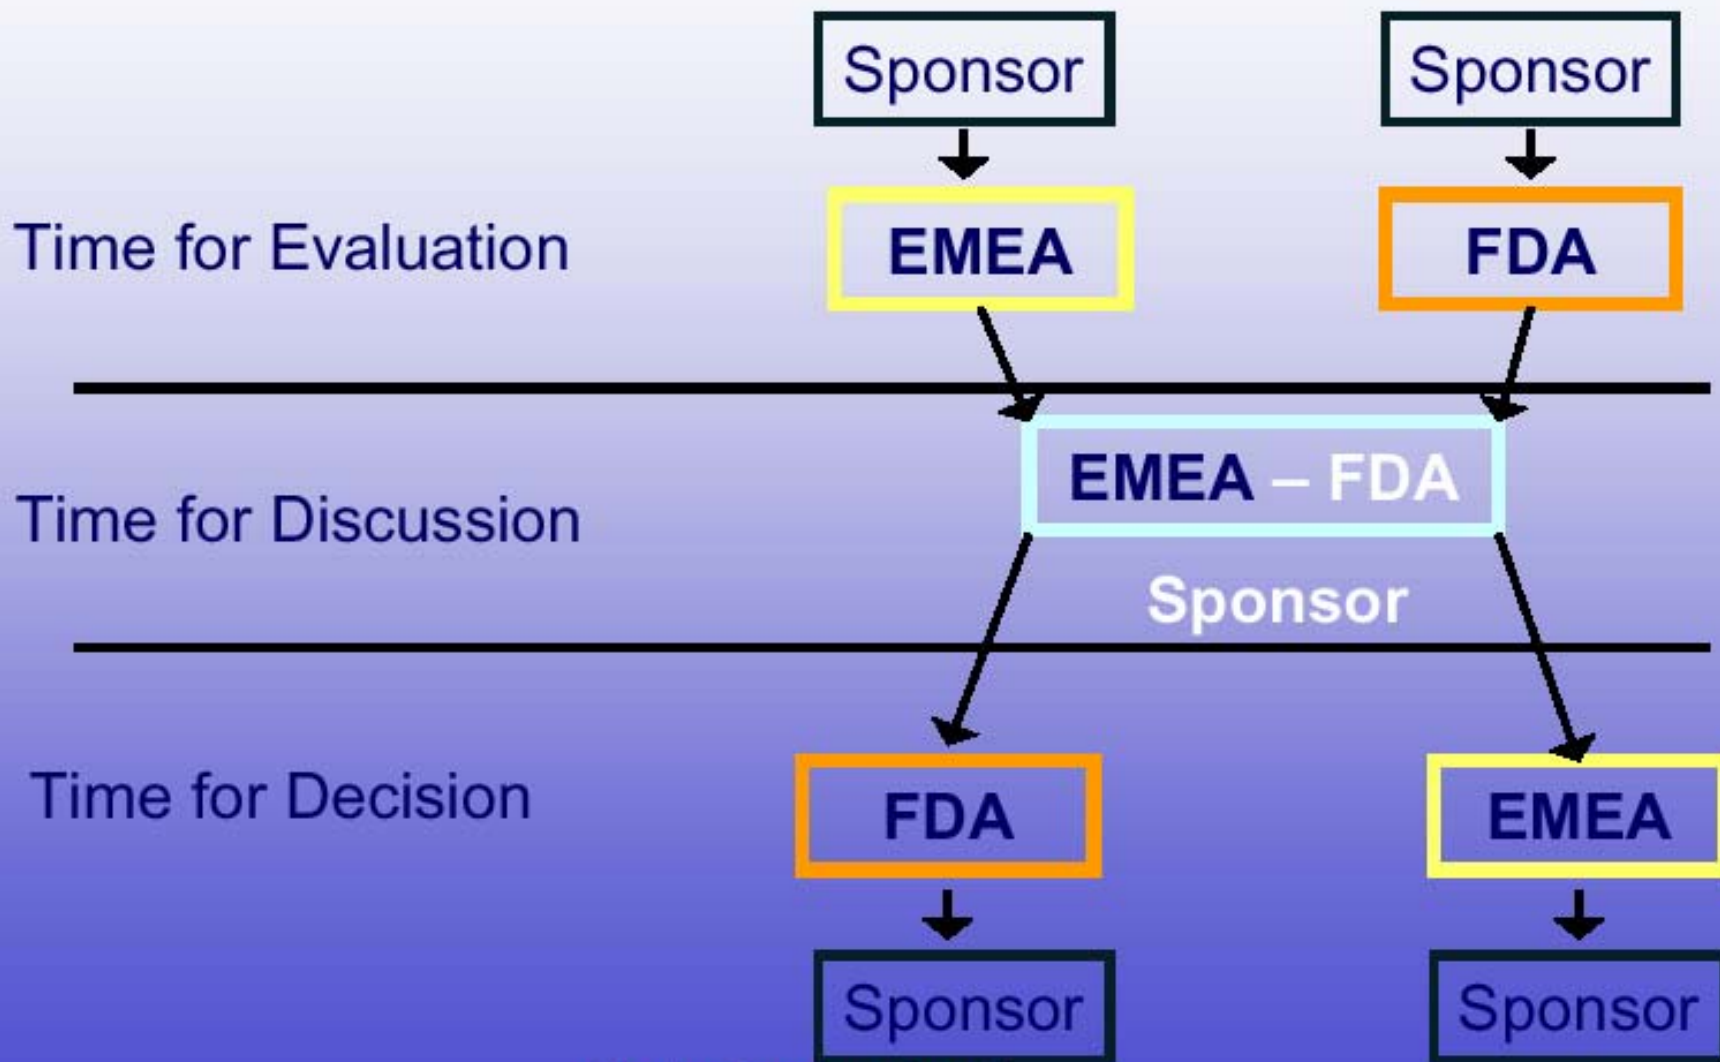 Sponsor Sponsor
Time for Evaluation EMEA FDA
EMEA – FDA
Time for Discussion
Sponsor
Time for Decision FDA EMEA
Sponsor Sponsor